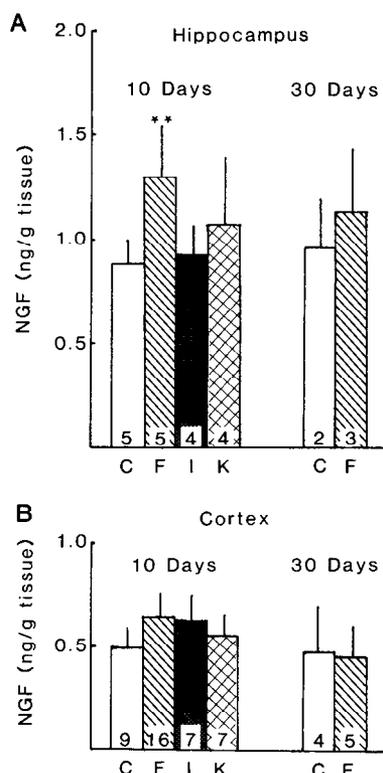 A
Hippocampus
10 Days 30 Days
NGF (ng/g tissue)
2.0
1.5
1.0
0.5
**
5 5 4 4 2 3
C F I K C F
B
Cortex
10 Days 30 Days
NGF (ng/g tissue)
1.0
0.5
9 16 7 7 4 5
C F I K C F